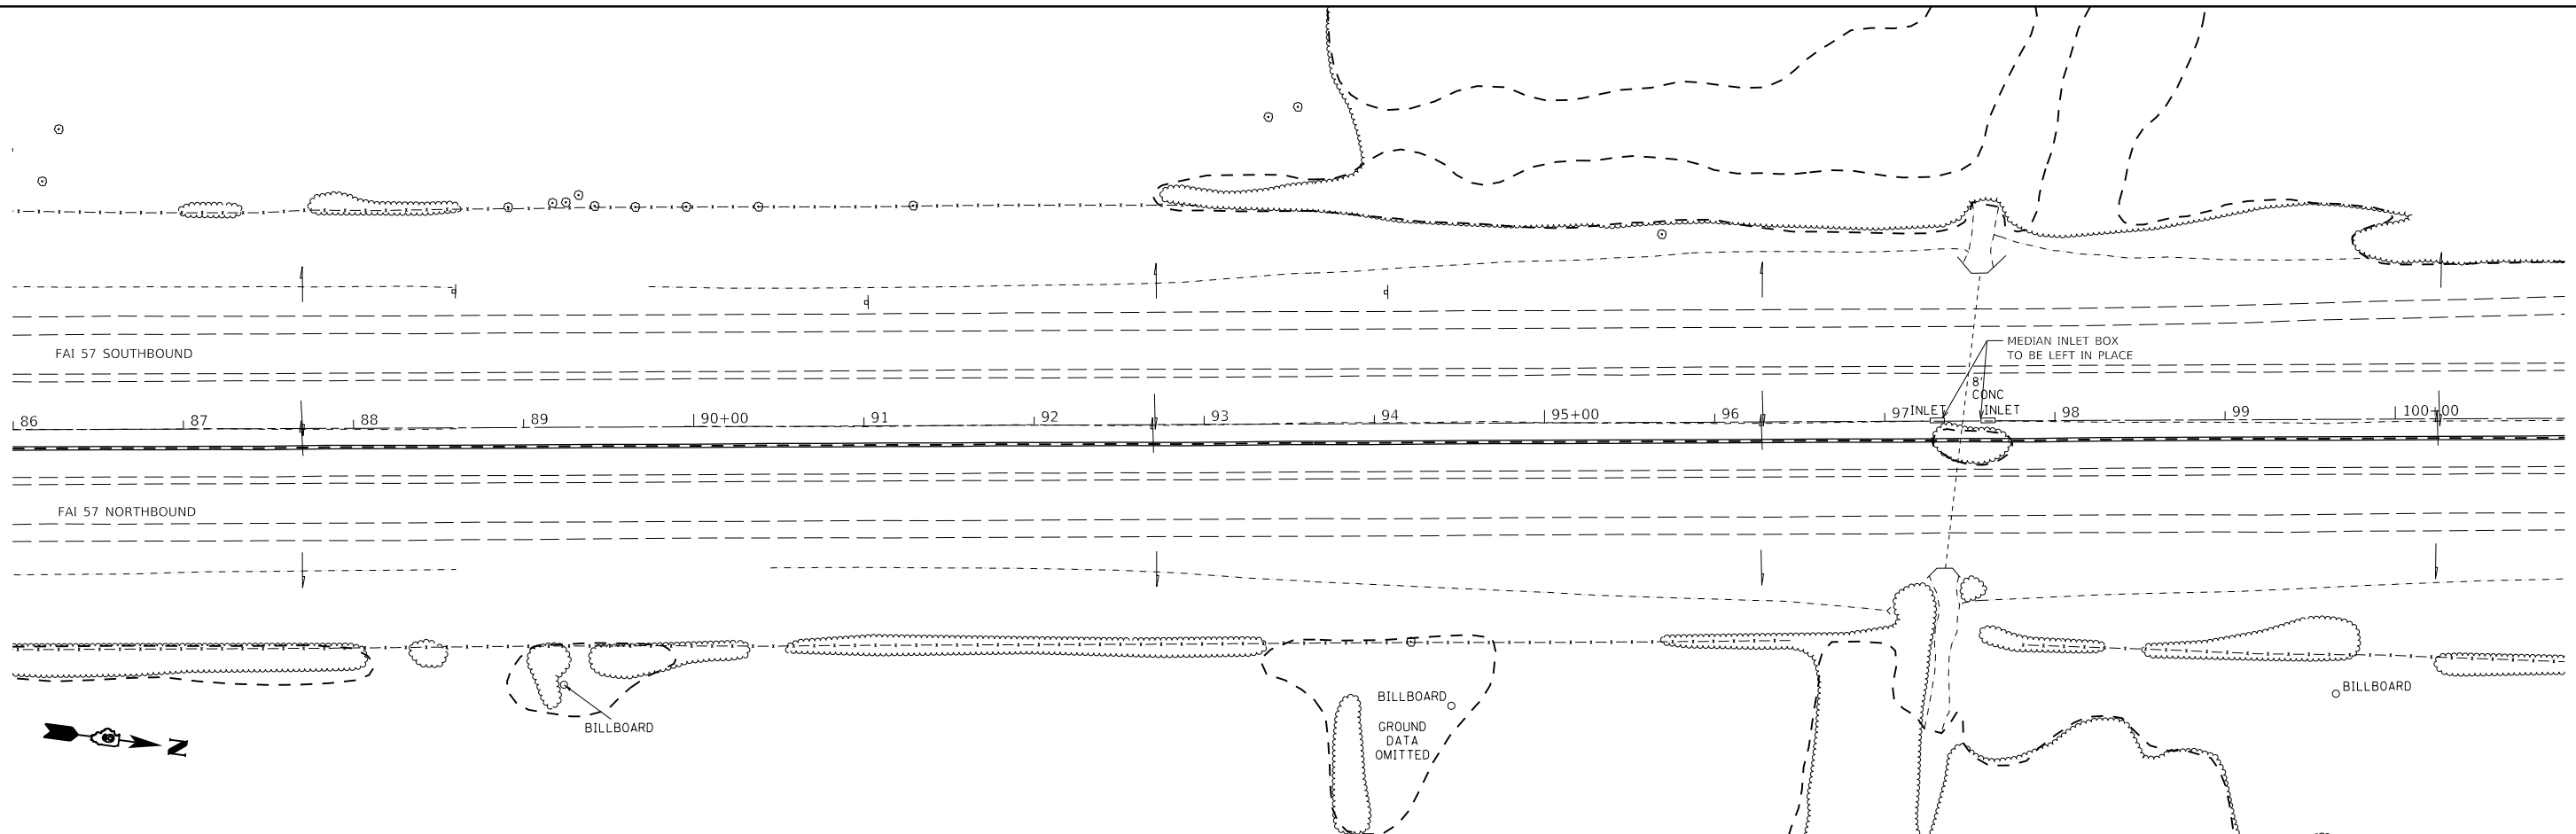 FAI 57 SOUTHBOUND
MEDIAN INLET BOX
TO BE LEFT IN PLACE
8'
CONC
INLET
INLET
86
87
88
89
90+00
91
92
93
94
95+00
96
97
98
99
100+00
FAI 57 NORTHBOUND
BILLBOARD
BILLBOARD
GROUND
DATA
OMITTED
BILLBOARD
N